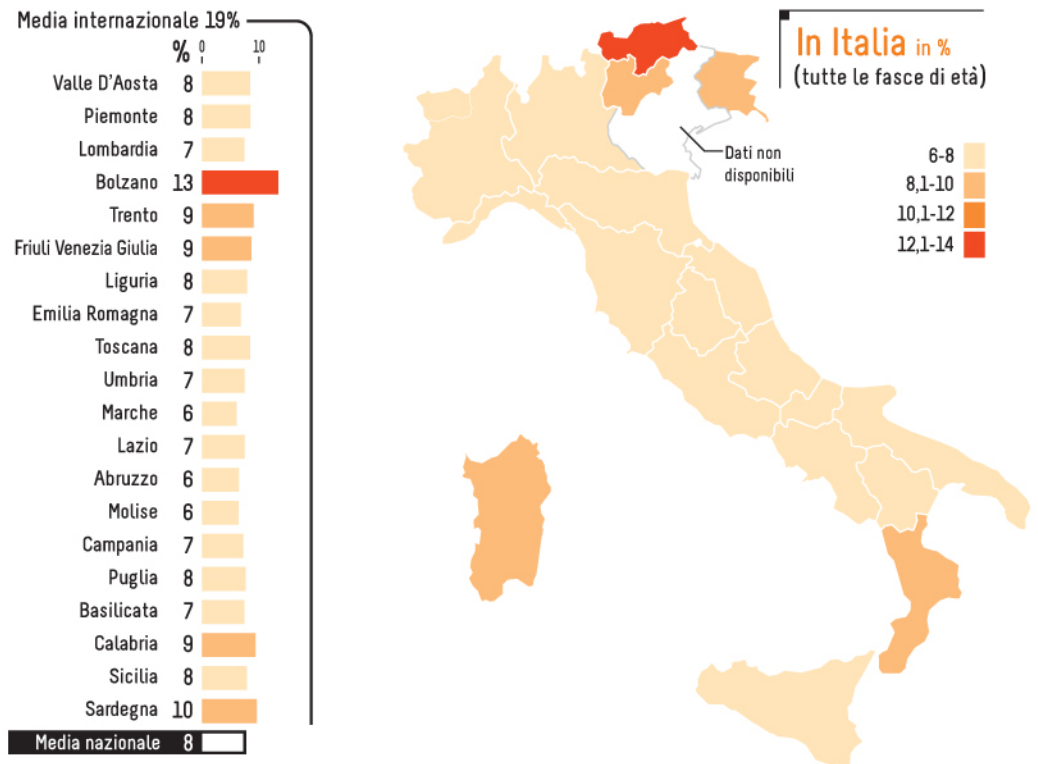 Media internazionale 19%
% 0 10
Valle D'Aosta 8
Piemonte 8
Lombardia 7
Bolzano 13
Trento 9
Friuli Venezia Giulia 9
Liguria 8
Emilia Romagna 7
Toscana 8
Umbria 7
Marche 6
Lazio 7
Abruzzo 6
Molise 6
Campania 7
Puglia 8
Basilicata 7
Calabria 9
Sicilia 8
Sardegna 10
Media nazionale 8
In Italia in %
(tutte le fasce di età)
Dati non
disponibili
6-8
8,1-10
10,1-12
12,1-14